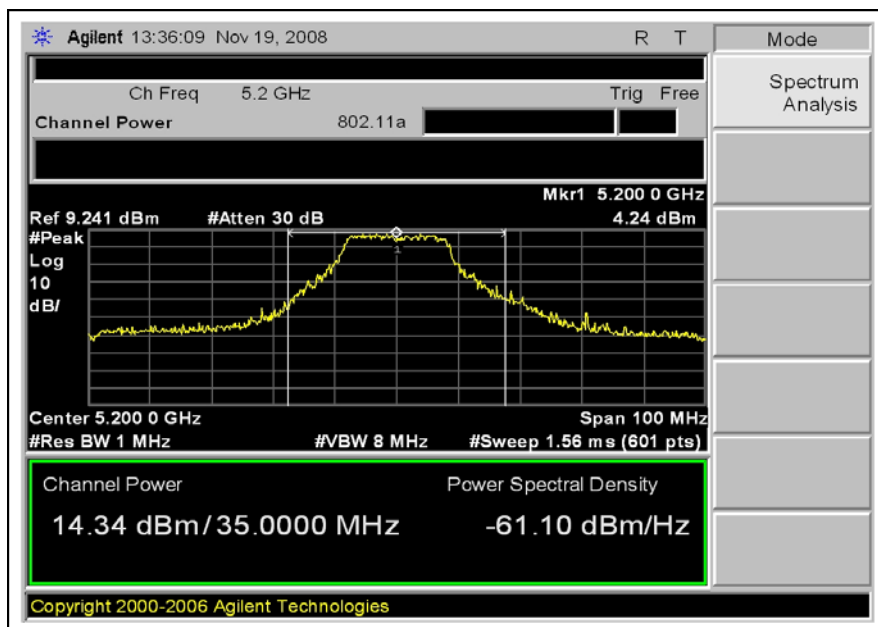 Agilent 13:36:09 Nov 19, 2008 R T
Mode
Spectrum
Analysis
Ch Freq 5.2 GHz Trig Free
Channel Power 802.11a
Mkr1 5.200 0 GHz
Ref 9.241 dBm #Atten 30 dB 4.24 dBm
#Peak
Log
10
dB/
1
Center 5.200 0 GHz Span 100 MHz
#Res BW 1 MHz #VBW 8 MHz #Sweep 1.56 ms (601 pts)
Channel Power Power Spectral Density
14.34 dBm/35.0000 MHz -61.10 dBm/Hz
Copyright 2000-2006 Agilent Technologies